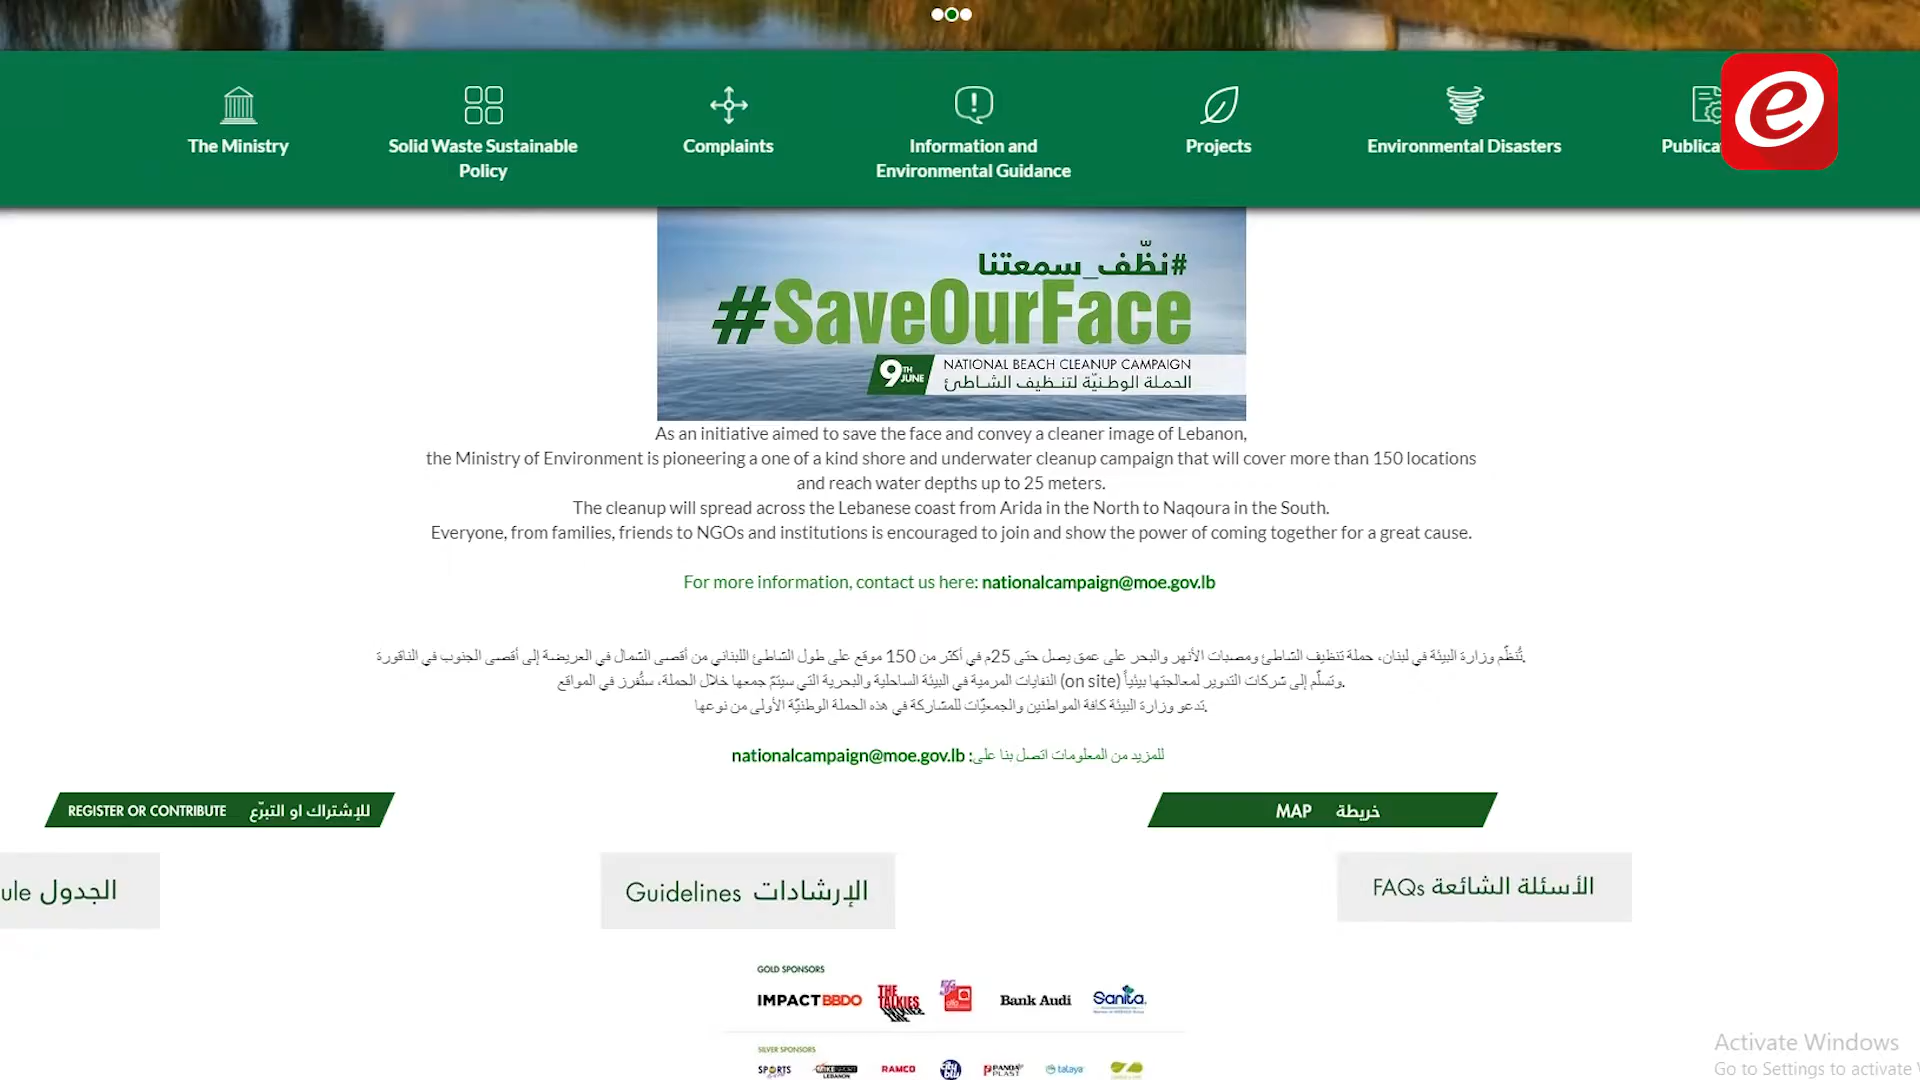 The Ministry
Solid Waste Sustainable
Policy
Complaints
Information and
Environmental Guidance
Projects
Environmental Disasters
#نظّف_سمعتنا
#SaveOurFace
9TH JUNE
NATIONAL BEACH CLEANUP CAMPAIGN
الحملة الوطنيّة لتنظيف الشاطئ
As an initiative aimed to save the face and convey a cleaner image of Lebanon,
the Ministry of Environment is pioneering a one of a kind shore and underwater cleanup campaign that will cover more than 150 locations
and reach water depths up to 25 meters.
The cleanup will spread across the Lebanese coast from Arida in the North to Naqoura in the South.
Everyone, from families, friends to NGOs and institutions is encouraged to join and show the power of coming together for a great cause.
For more information, contact us here: nationalcampaign@moe.gov.lb
تُنظّم وزارة البيئة في لبنان، حملة تنظيف الشاطئ ومصبات الأنهر والبحر على عمق يصل حتى 25م في أكثر من 150 موقع على طول الشاطئ اللبناني من أقصى الشمال في العريضة إلى أقصى الجنوب في الناقورة.
وتسلّم إلى شركات التدوير لمعالجتها بيئياً (on site) النفايات المرمية في البيئة الساحلية والبحرية التي سيتمّ جمعها خلال الحملة، ستُفرز في المواقع.
تدعو وزارة البيئة كافة المواطنين والجمعيّات للمشاركة في هذه الحملة الوطنيّة الأولى من نوعها.
للمزيد من المعلومات اتصل بنا على: nationalcampaign@moe.gov.lb
REGISTER OR CONTRIBUTE للإشتراك او التبرّع
MAP خريطة
ule الجدول
Guidelines الإرشادات
FAQs الأسئلة الشائعة
GOLD SPONSORS
IMPACT BBDO
THE TALKIES
Bank Audi
Sanita
SILVER SPONSORS
SPORTS
LEBANON
RAMCO
PANDA PLAST
talaya
Activate Windows
Go to Settings to activate